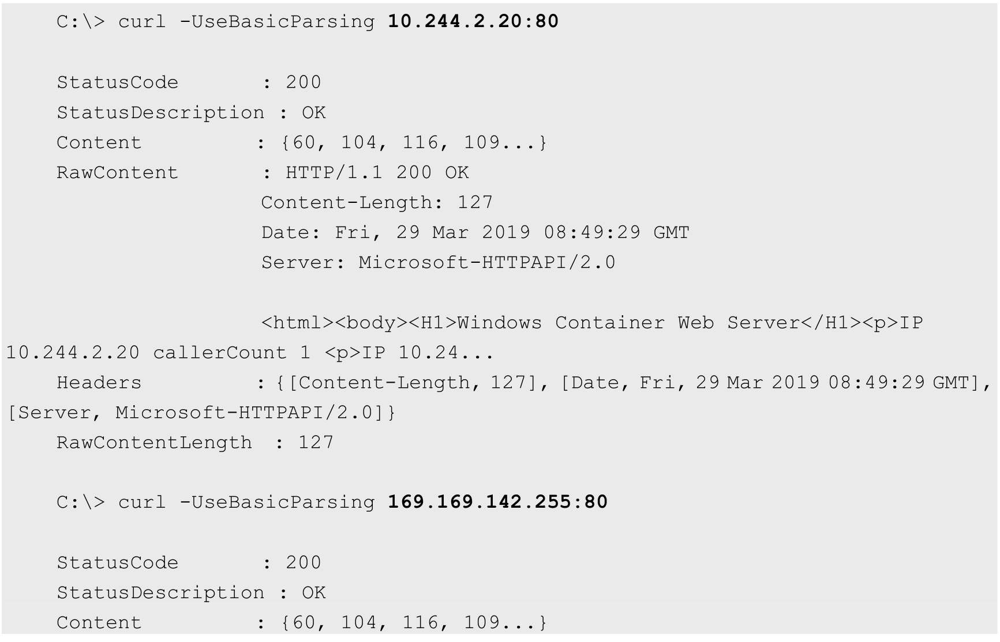 C:\> curl -UseBasicParsing 10.244.2.20:80
StatusCode : 200
StatusDescription : OK
Content : {60, 104, 116, 109...}
RawContent : HTTP/1.1 200 OK
Content-Length: 127
Date: Fri, 29 Mar 2019 08:49:29 GMT
Server: Microsoft-HTTPAPI/2.0
<html><body><H1>Windows Container Web Server</H1><p>IP
10.244.2.20 callerCount 1 <p>IP 10.24...
Headers : {[Content-Length, 127], [Date, Fri, 29 Mar 2019 08:49:29 GMT],
[Server, Microsoft-HTTPAPI/2.0]}
RawContentLength : 127
C:\> curl -UseBasicParsing 169.169.142.255:80
StatusCode : 200
StatusDescription : OK
Content : {60, 104, 116, 109...}